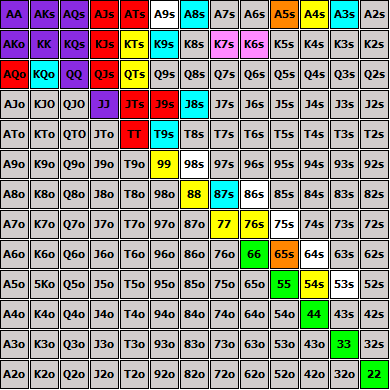 AA AKs AQs AJs ATs A9s A8s A7s A6s A5s A4s A3s A2s
AKo KK KQs KJs KTs K9s K8s K7s K6s K5s K4s K3s K2s
AQo KQo QQ QJs QTs Q9s Q8s Q7s Q6s Q5s Q4s Q3s Q2s
AJo KJO QJO JJ JTs J9s J8s J7s J6s J5s J4s J3s J2s
ATo KTo QTO JTo TT T9s T8s T7s T6s T5s T4s T3s T2s
A9o K9o Q9o J9o T9o 99 98s 97s 96s 95s 94s 93s 92s
A8o K8o Q8o J8o T8o 98o 88 87s 86s 85s 84s 83s 82s
A7o K7o Q7o J7o T7o 97o 87o 77 76s 75s 74s 73s 72s
A6o K6o Q6o J6o T6o 96o 86o 76o 66 65s 64s 63s 62s
A5o 5Ko Q5o J5o T5o 95o 85o 75o 65o 55 54s 53s 52s
A4o K4o Q4o J4o T4o 94o 84o 74o 64o 54o 44 43s 42s
A3o K3o Q3o J3o T3o 93o 83o 73o 63o 53o 43o 33 32s
A2o K2o Q2o J2o T2o 92o 82o 72o 62o 52o 42o 32o 22